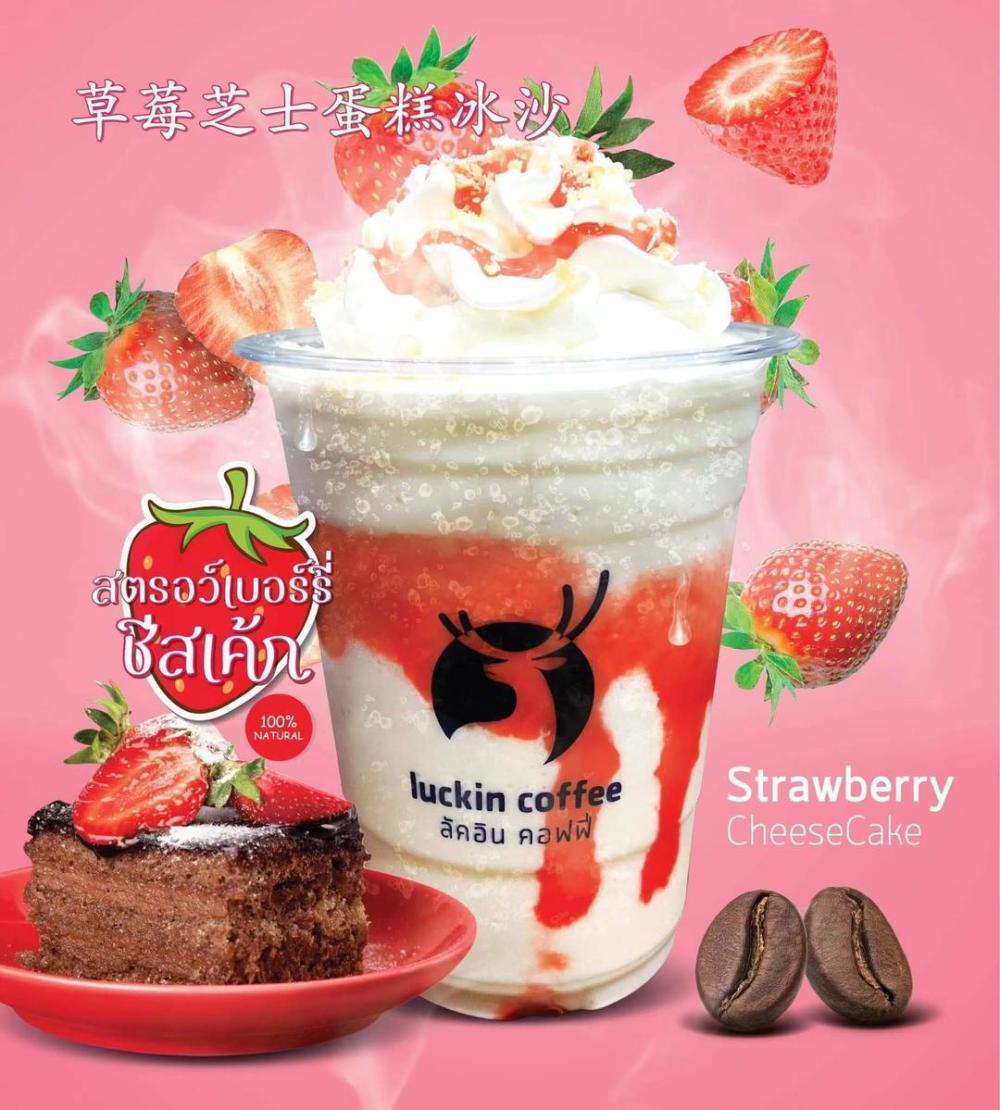 草莓芝士蛋糕冰沙
สตรอว์เบอร์รี่
ชีสเค้ก
100%
NATURAL
luckin coffee
ลัคอิน คอฟฟี่
Strawberry
CheeseCake